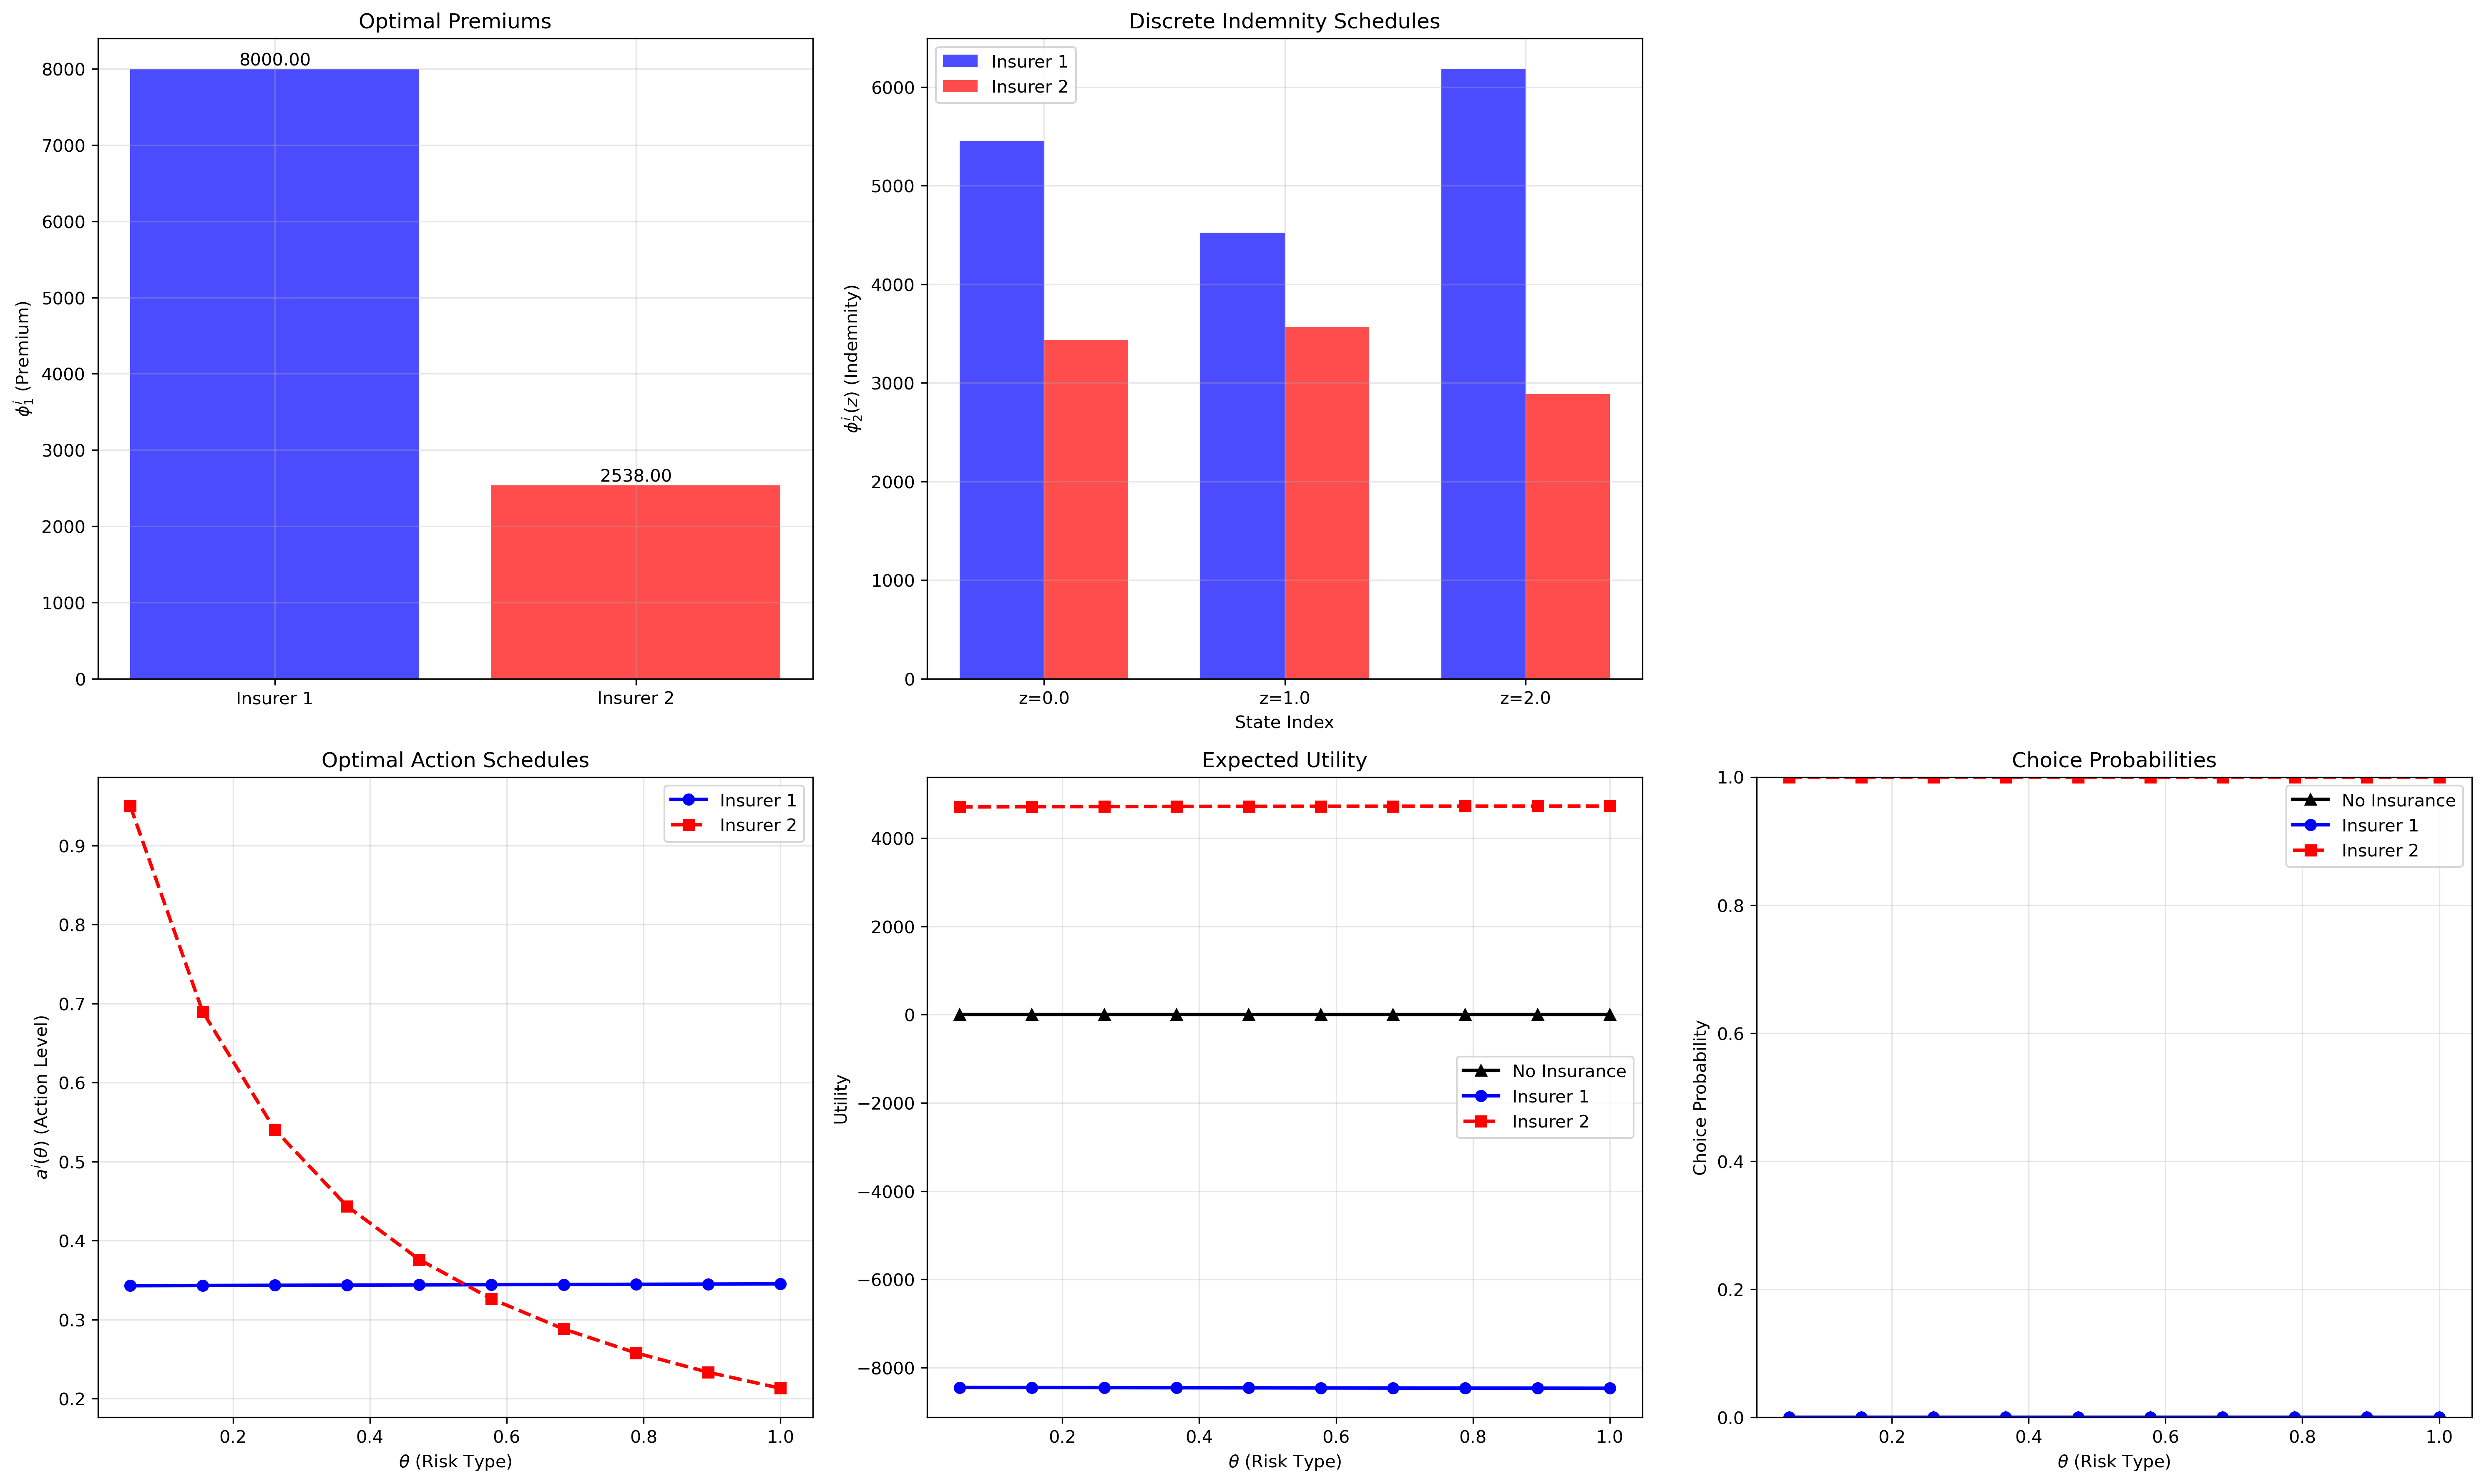 Optimal Premiums
8000.00
2538.00
8000
7000
6000
5000
4000
3000
2000
1000
0
ϕ₁ⁱ (Premium)
Insurer 1
Insurer 2
Discrete Indemnity Schedules
Insurer 1
Insurer 2
6000
5000
4000
3000
2000
1000
0
ϕ₂ⁱ(z) (Indemnity)
z=0.0
z=1.0
z=2.0
State Index
Optimal Action Schedules
Insurer 1
Insurer 2
0.9
0.8
0.7
0.6
0.5
0.4
0.3
0.2
aⁱ(θ) (Action Level)
0.2
0.4
0.6
0.8
1.0
θ (Risk Type)
Expected Utility
4000
2000
0
−2000
−4000
−6000
−8000
Utility
No Insurance
Insurer 1
Insurer 2
0.2
0.4
0.6
0.8
1.0
θ (Risk Type)
Choice Probabilities
1.0
0.8
0.6
0.4
0.2
0.0
Choice Probability
No Insurance
Insurer 1
Insurer 2
0.2
0.4
0.6
0.8
1.0
θ (Risk Type)